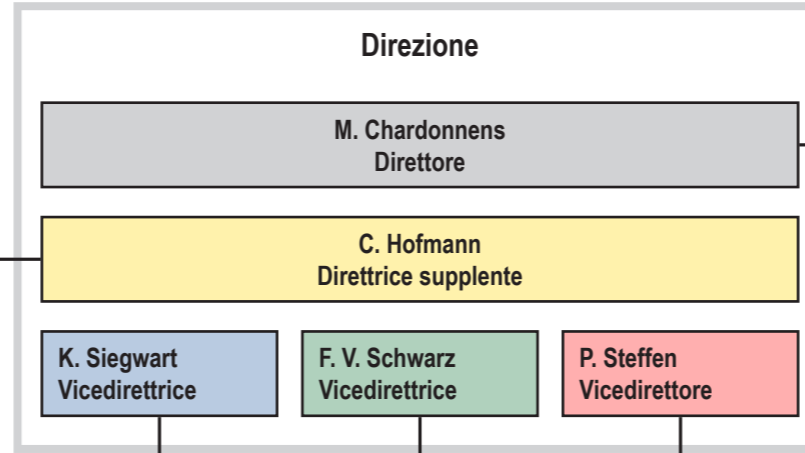 Direzione
M. Chardonnens
Direttore
C. Hofmann
Direttrice supplente
K. Siegwart
Vicedirettrice
F. V. Schwarz
Vicedirettrice
P. Steffen
Vicedirettore